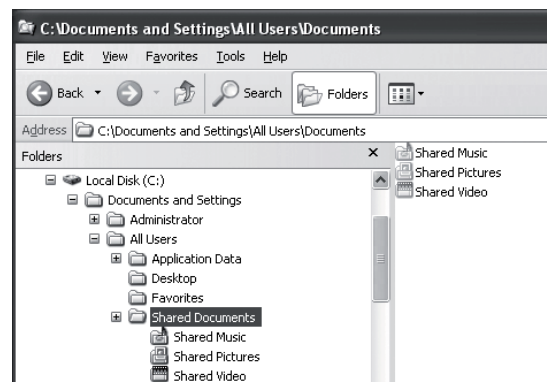 C:\Documents and Settings\All Users\Documents
File Edit View Favorites Tools Help
Back Search Folders
Address C:\Documents and Settings\All Users\Documents
Folders
Local Disk (C:)
Documents and Settings
Administrator
All Users
Application Data
Desktop
Favorites
Shared Documents
Shared Music
Shared Pictures
Shared Video
Shared Music
Shared Pictures
Shared Video